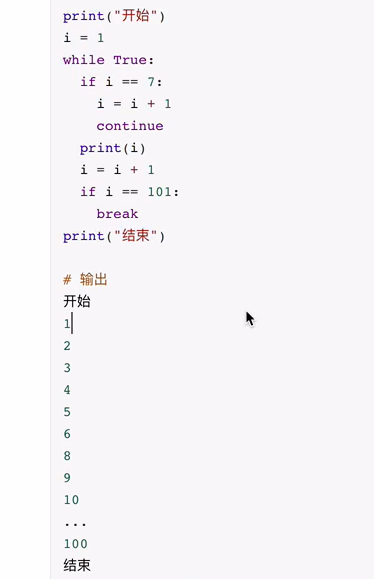 print("开始")
i = 1
while True:
  if i == 7:
    i = i + 1
    continue
  print(i)
  i = i + 1
  if i == 101:
    break
print("结束")

# 输出
开始
1
2
3
4
5
6
8
9
10
...
100
结束